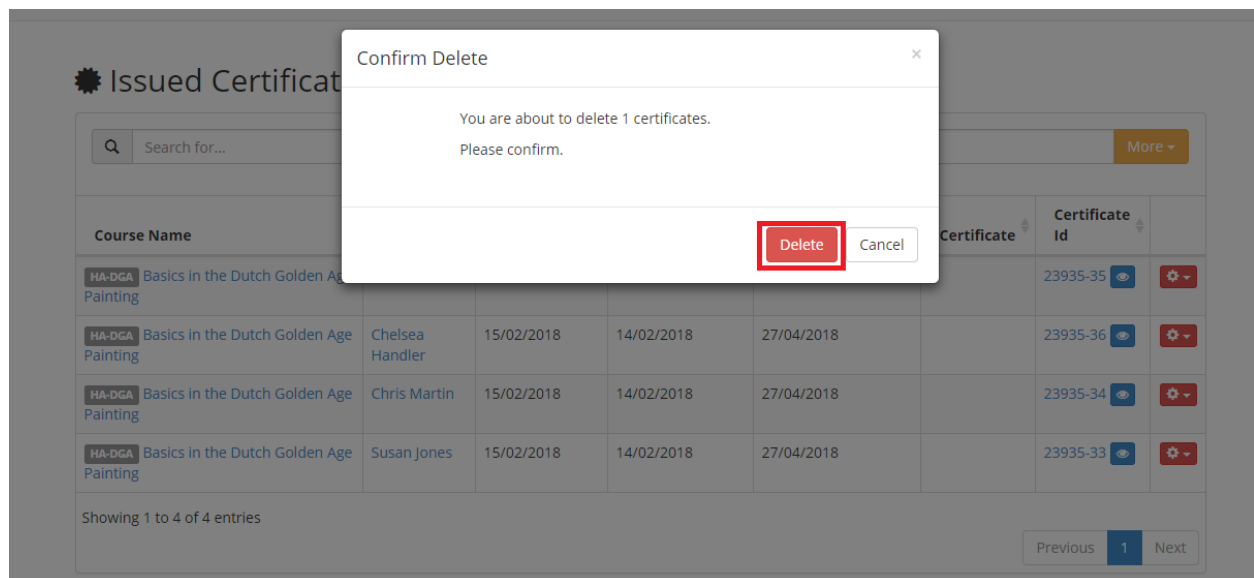 Confirm Delete ×
Issued Certificat
You are about to delete 1 certificates.
Please confirm.
Search for...
More
Delete Cancel
Course Name Certificate Certificate Id
HA-DGA Basics in the Dutch Golden Age Painting 23935-35
HA-DGA Basics in the Dutch Golden Age Painting Chelsea Handler 15/02/2018 14/02/2018 27/04/2018 23935-36
HA-DGA Basics in the Dutch Golden Age Painting Chris Martin 15/02/2018 14/02/2018 27/04/2018 23935-34
HA-DGA Basics in the Dutch Golden Age Painting Susan Jones 15/02/2018 14/02/2018 27/04/2018 23935-33
Showing 1 to 4 of 4 entries
Previous 1 Next